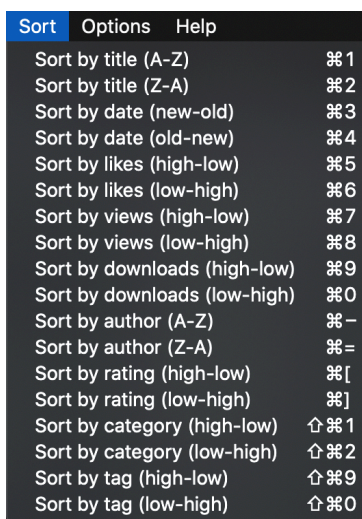 Sort Options Help
Sort by title (A-Z) ⌘1
Sort by title (Z-A) ⌘2
Sort by date (new-old) ⌘3
Sort by date (old-new) ⌘4
Sort by likes (high-low) ⌘5
Sort by likes (low-high) ⌘6
Sort by views (high-low) ⌘7
Sort by views (low-high) ⌘8
Sort by downloads (high-low) ⌘9
Sort by downloads (low-high) ⌘0
Sort by author (A-Z) ⌘−
Sort by author (Z-A) ⌘=
Sort by rating (high-low) ⌘[
Sort by rating (low-high) ⌘]
Sort by category (high-low) ⇧⌘1
Sort by category (low-high) ⇧⌘2
Sort by tag (high-low) ⇧⌘9
Sort by tag (low-high) ⇧⌘0